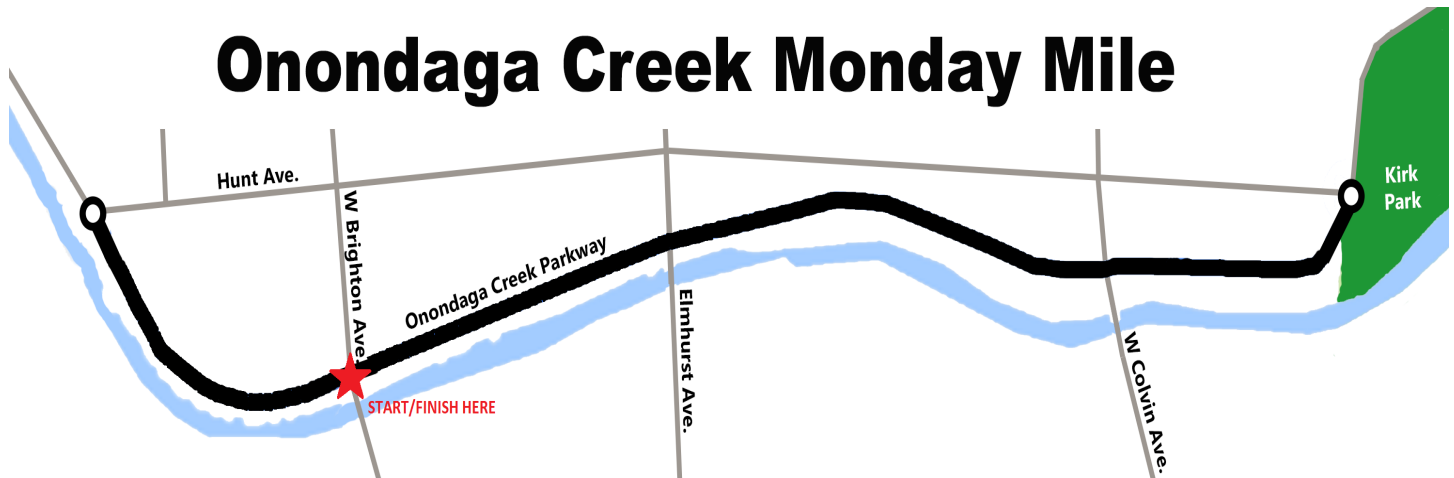 Onondaga Creek Monday Mile
Hunt Ave.
W Brighton Ave.
Onondaga Creek Parkway
START/FINISH HERE
Elmhurst Ave.
W Colvin Ave.
Kirk
Park